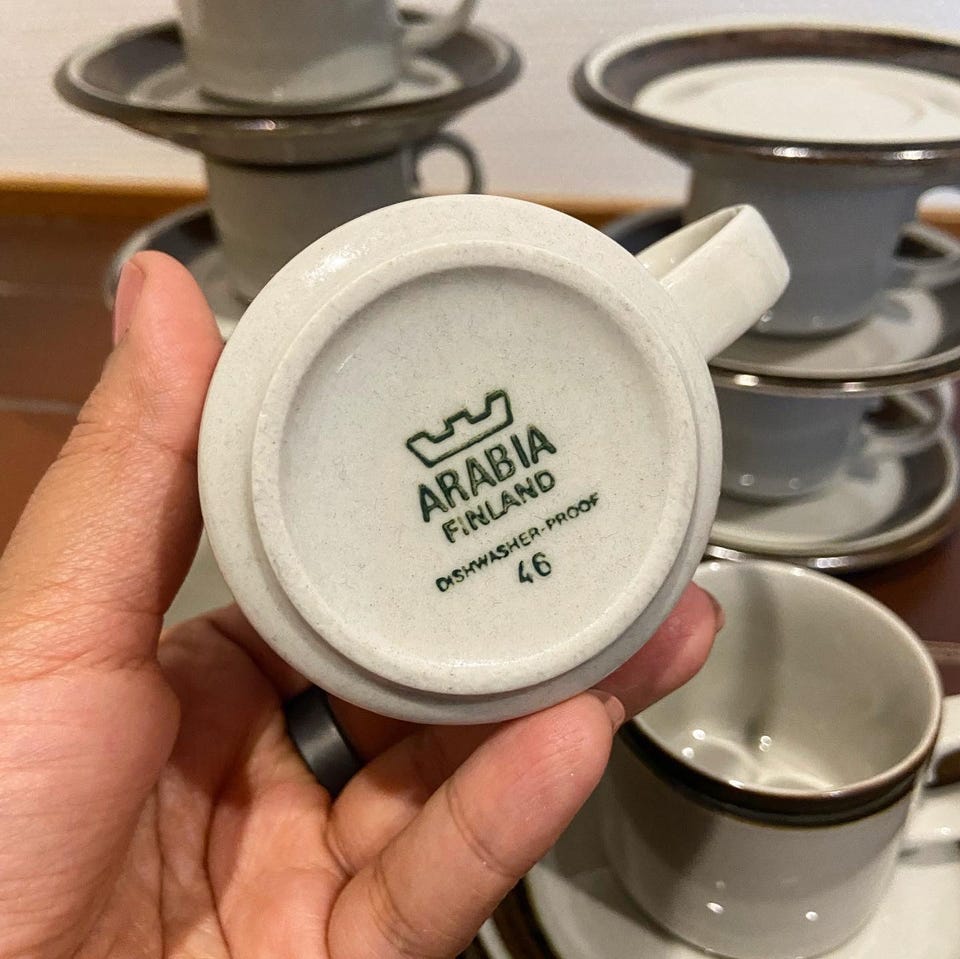 ARABIA
FINLAND
DISHWASHER-PROOF
46